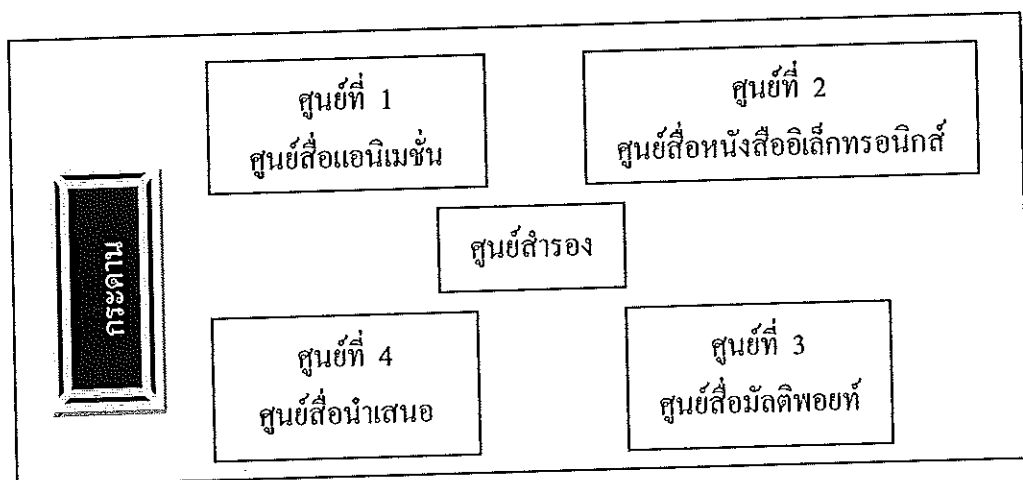 ศูนย์ที่ 1
ศูนย์สื่อแอนิเมชั่น
ศูนย์ที่ 2
ศูนย์สื่อหนังสืออิเล็กทรอนิกส์
กระดาน
ศูนย์สำรอง
ศูนย์ที่ 4
ศูนย์สื่อนำเสนอ
ศูนย์ที่ 3
ศูนย์สื่อมัลติพอยท์